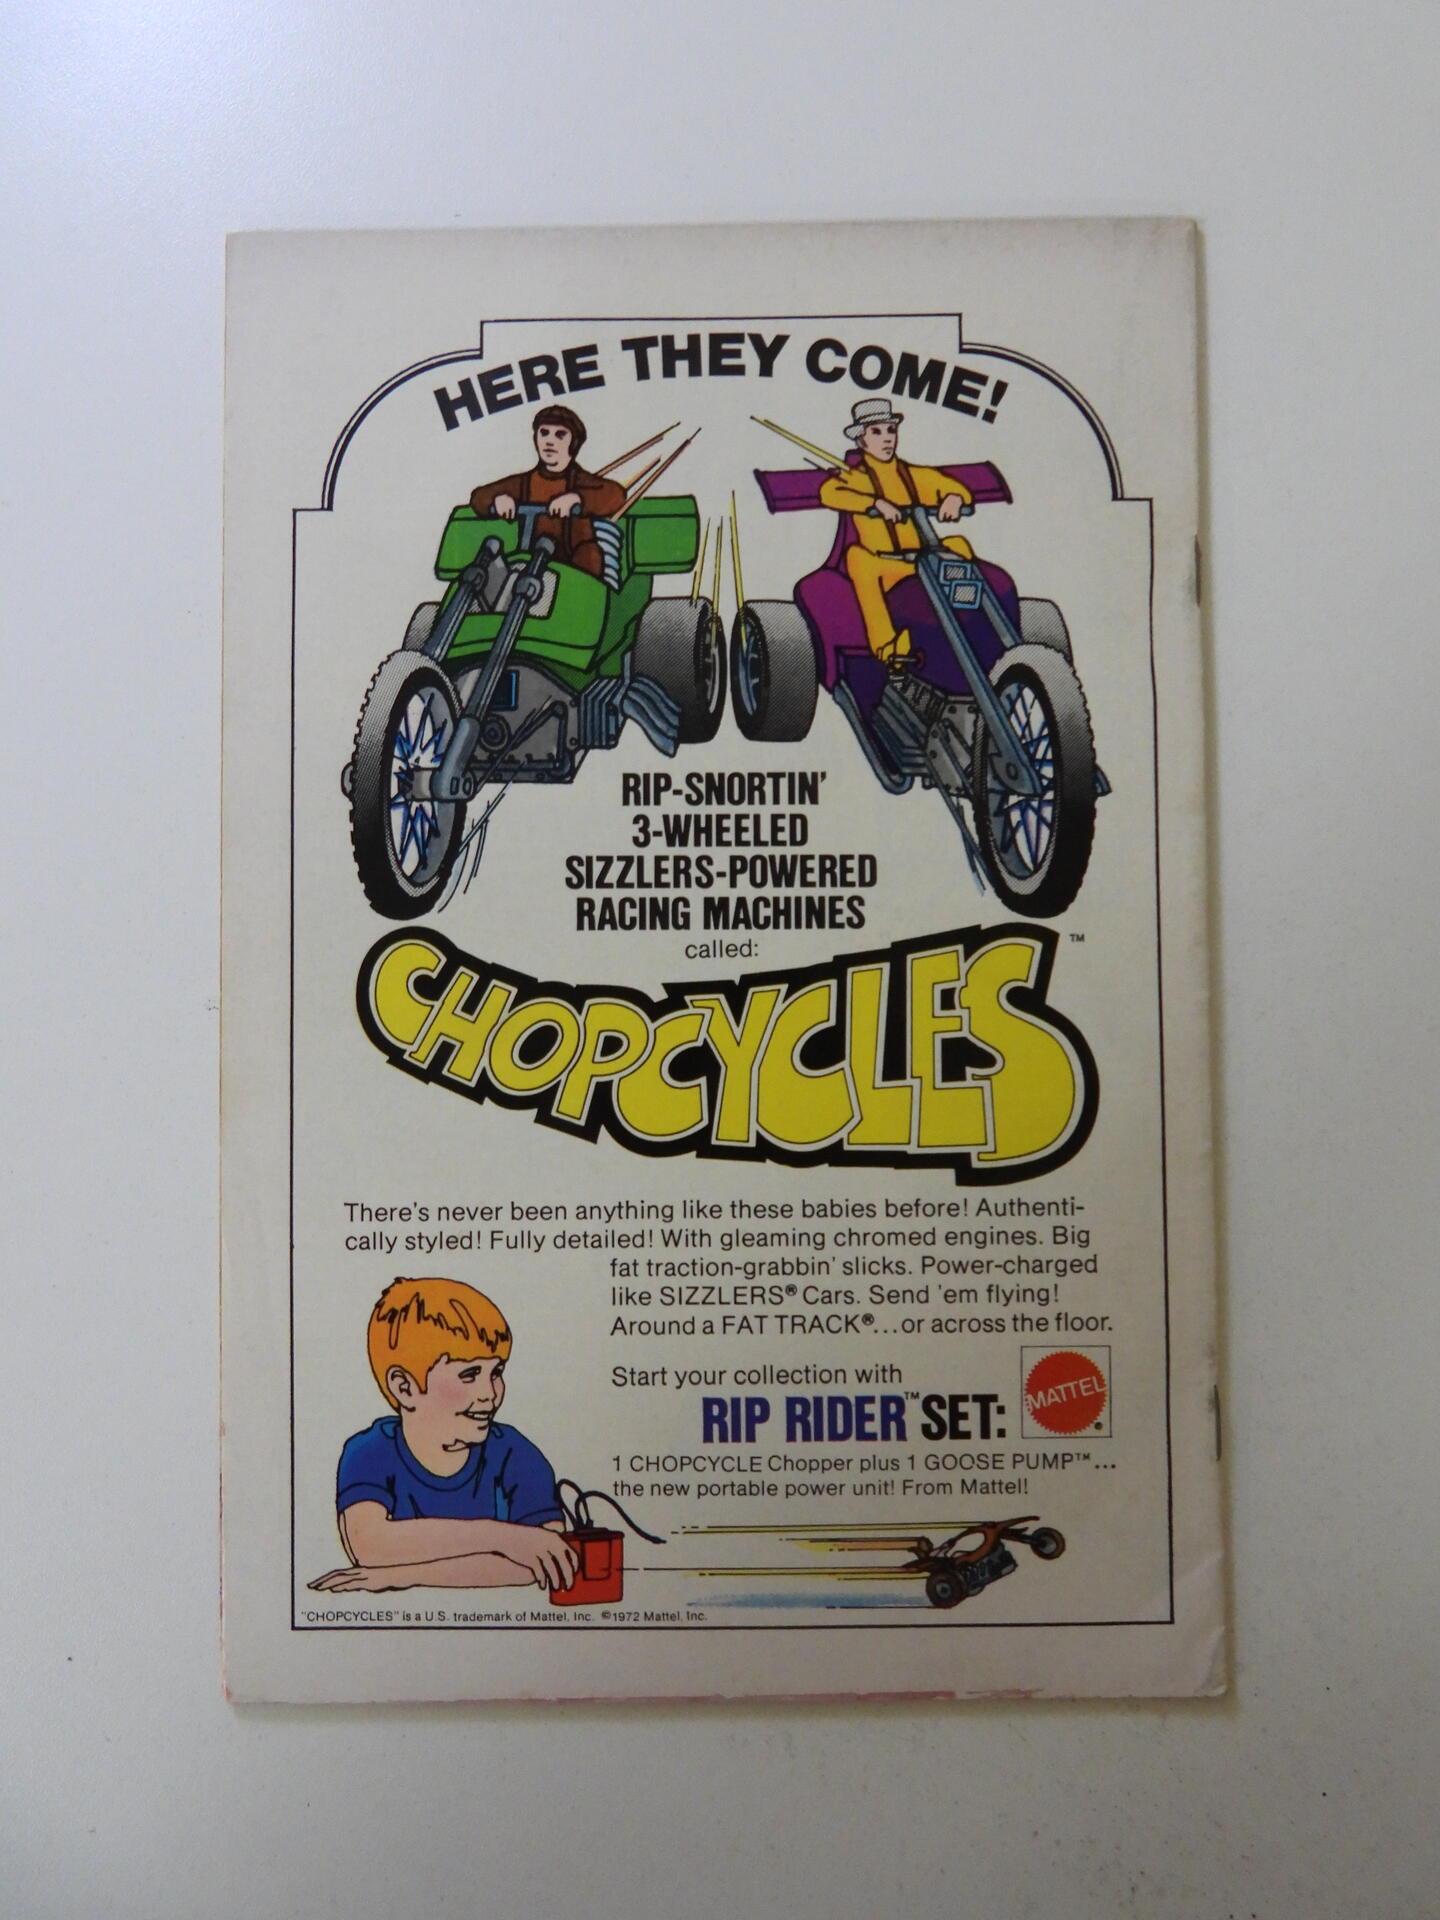 HERE THEY COME!
RIP-SNORTIN'
3-WHEELED
SIZZLERS-POWERED
RACING MACHINES
called:
CHOPCYCLES™
There's never been anything like these babies before! Authenti-
cally styled! Fully detailed! With gleaming chromed engines. Big
fat traction-grabbin' slicks. Power-charged
like SIZZLERS® Cars. Send 'em flying!
Around a FAT TRACK®...or across the floor.
Start your collection with
RIP RIDER™ SET:
MATTEL®
1 CHOPCYCLE Chopper plus 1 GOOSE PUMP™...
the new portable power unit! From Mattel!
"CHOPCYCLES" is a U.S. trademark of Mattel, Inc. ©1972 Mattel, Inc.